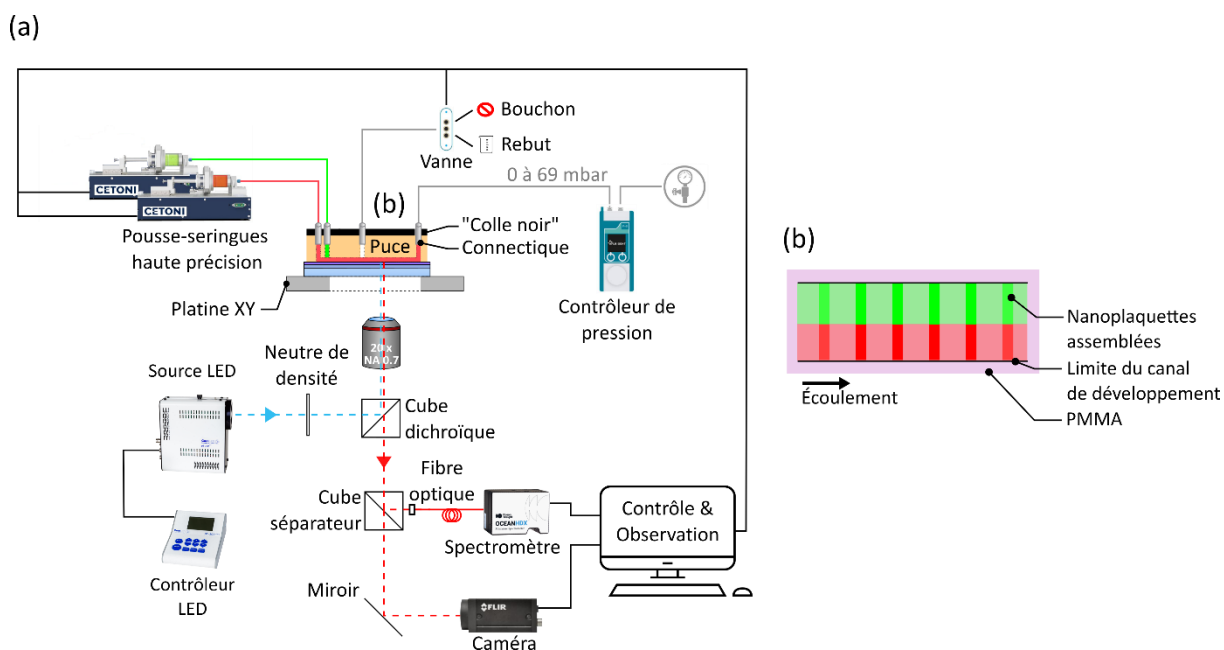 (a)
Bouchon
Rebut
Vanne
0 à 69 mbar
CETONI
CETONI
Pousse-seringues
haute précision
(b)
"Colle noir"
Connectique
Puce
Platine XY
Contrôleur de
pression
20 x
NA 0.7
Neutre de
densité
Source LED
Cube
dichroïque
Fibre
optique
Cube
séparateur
OCEANHDX
Spectromètre
Contrôle &
Observation
Contrôleur
LED
Miroir
FLIR
Caméra
(b)
Nanoplaquettes
assemblées
Limite du canal
de développement
PMMA
Écoulement